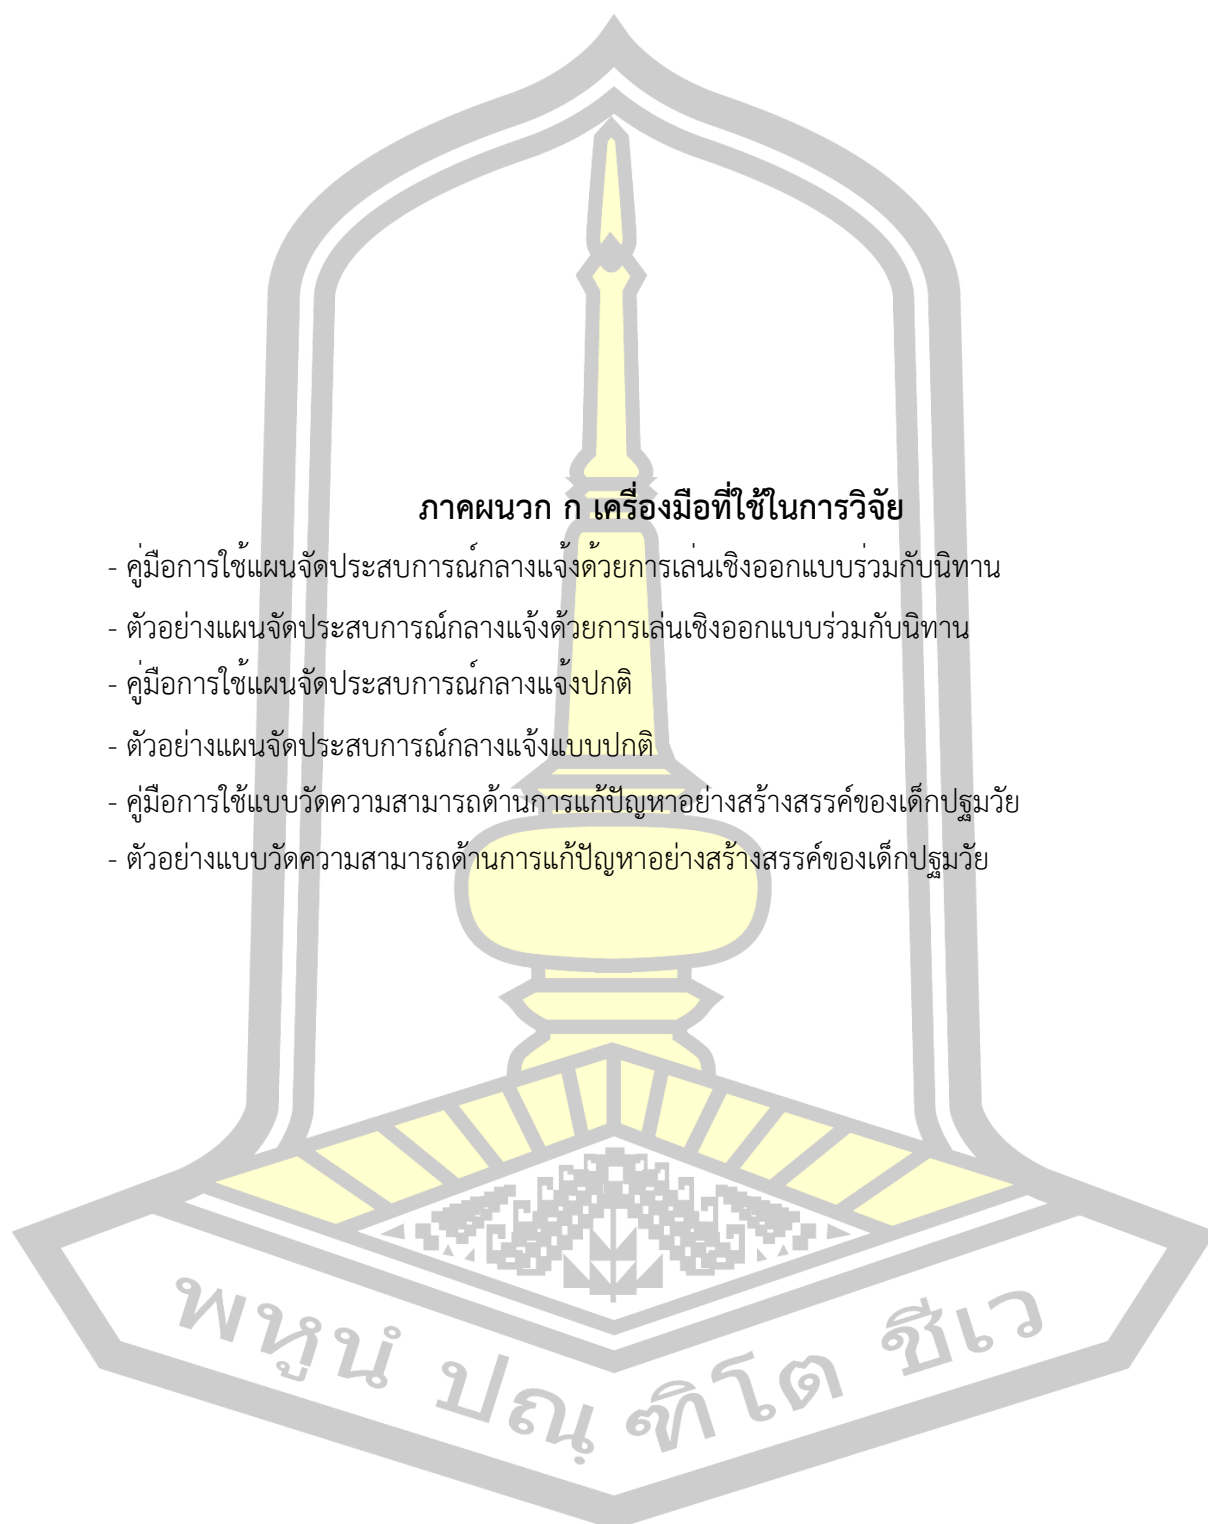 ภาคผนวก ก เครื่องมือที่ใช้ในการวิจัย
- คู่มือการใช้แผนจัดประสบการณ์กลางแจ้งด้วยการเล่นเชิงออกแบบร่วมกับนิทาน
- ตัวอย่างแผนจัดประสบการณ์กลางแจ้งด้วยการเล่นเชิงออกแบบร่วมกับนิทาน
- คู่มือการใช้แผนจัดประสบการณ์กลางแจ้งปกติ
- ตัวอย่างแผนจัดประสบการณ์กลางแจ้งแบบปกติ
- คู่มือการใช้แบบวัดความสามารถด้านการแก้ปัญหาอย่างสร้างสรรค์ของเด็กปฐมวัย
- ตัวอย่างแบบวัดความสามารถด้านการแก้ปัญหาอย่างสร้างสรรค์ของเด็กปฐมวัย
พหูนํ ปณฺ ฑิโต ชีเว